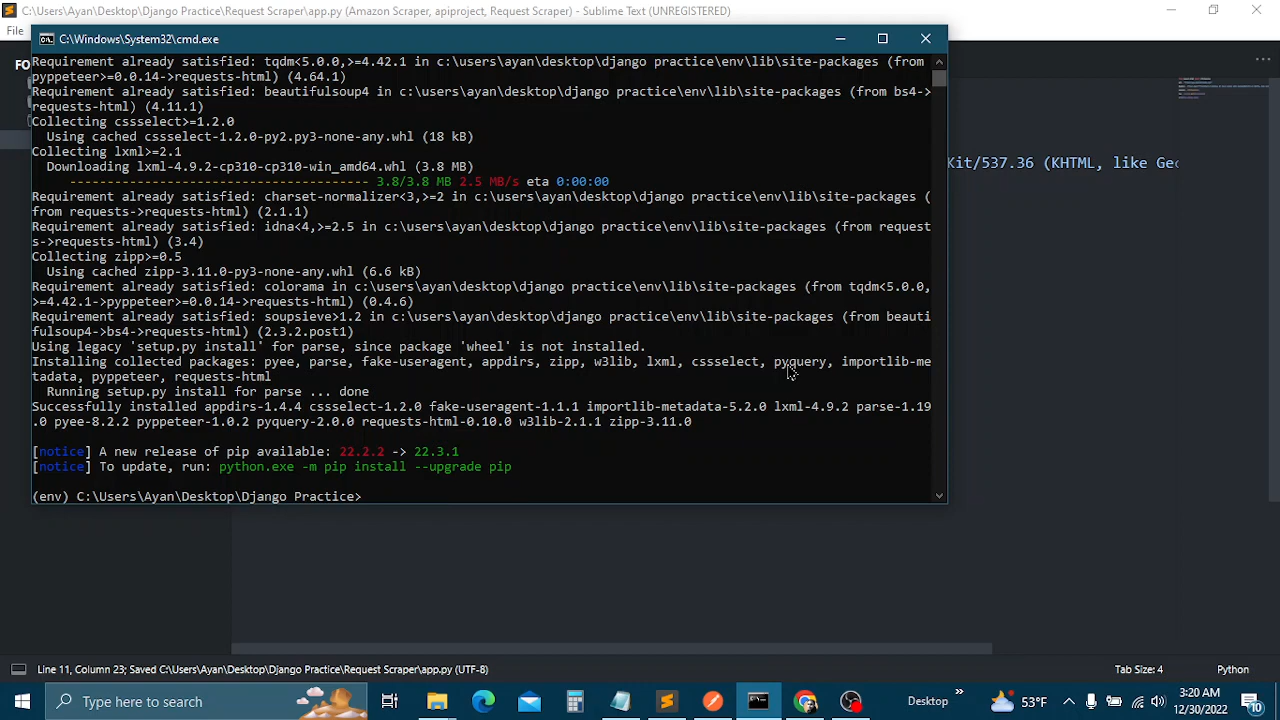 C:\Users\Ayan\Desktop\Django Practice\Request Scraper\app.py (Amazon Scraper, piproject, Request Scraper) - Sublime Text (UNREGISTERED)
File
C:\Windows\System32\cmd.exe
FO
Requirement already satisfied: tqdm<5.0.0,>=4.42.1 in c:\users\ayan\desktop\django practice\env\lib\site-packages (from
pyppeteer>=0.0.14->requests-html) (4.64.1)
Requirement already satisfied: beautifulsoup4 in c:\users\ayan\desktop\django practice\env\lib\site-packages (from bs4->
requests-html) (4.11.1)
Collecting cssselect>=1.2.0
Using cached cssselect-1.2.0-py2.py3-none-any.whl (18 kB)
Collecting lxml>=2.1
Downloading lxml-4.9.2-cp310-cp310-win_amd64.whl (3.8 MB)
---------------------------------------- 3.8/3.8 MB 2.5 MB/s eta 0:00:00
Requirement already satisfied: charset-normalizer<3,>=2 in c:\users\ayan\desktop\django practice\env\lib\site-packages (
from requests->requests-html) (2.1.1)
Requirement already satisfied: idna<4,>=2.5 in c:\users\ayan\desktop\django practice\env\lib\site-packages (from request
s->requests-html) (3.4)
Collecting zipp>=0.5
Using cached zipp-3.11.0-py3-none-any.whl (6.6 kB)
Requirement already satisfied: colorama in c:\users\ayan\desktop\django practice\env\lib\site-packages (from tqdm<5.0.0,
>=4.42.1->pyppeteer>=0.0.14->requests-html) (0.4.6)
Requirement already satisfied: soupsieve>1.2 in c:\users\ayan\desktop\django practice\env\lib\site-packages (from beauti
fulsoup4->bs4->requests-html) (2.3.2.post1)
Using legacy 'setup.py install' for parse, since package 'wheel' is not installed.
Installing collected packages: pyee, parse, fake-useragent, appdirs, zipp, w3lib, lxml, cssselect, pyquery, importlib-me
tadata, pyppeteer, requests-html
Running setup.py install for parse ... done
Successfully installed appdirs-1.4.4 cssselect-1.2.0 fake-useragent-1.1.1 importlib-metadata-5.2.0 lxml-4.9.2 parse-1.19
.0 pyee-8.2.2 pyppeteer-1.0.2 pyquery-2.0.0 requests-html-0.10.0 w3lib-2.1.1 zipp-3.11.0
[notice] A new release of pip available: 22.2.2 -> 22.3.1
[notice] To update, run: python.exe -m pip install --upgrade pip
(env) C:\Users\Ayan\Desktop\Django Practice>
Kit/537.36 (KHTML, like Gec
Line 11, Column 23; Saved C:\Users\Ayan\Desktop\Django Practice\Request Scraper\app.py (UTF-8)
Tab Size: 4
Python
Type here to search
Desktop
53°F
3:20 AM
12/30/2022
10